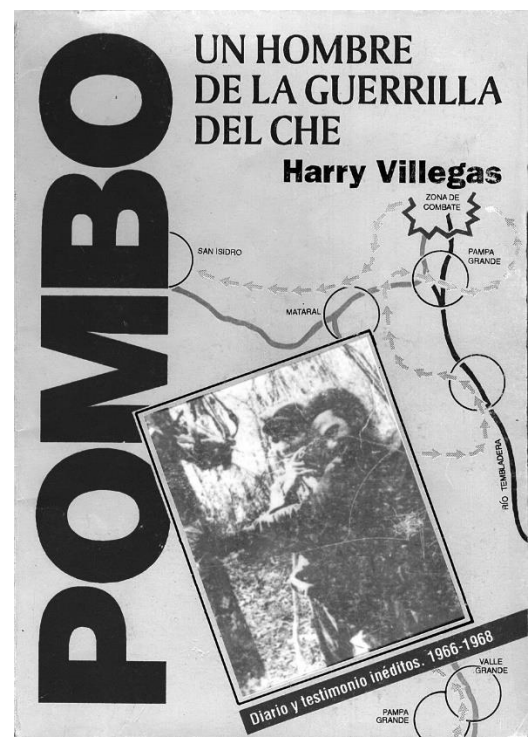 POMBO
UN HOMBRE
DE LA GUERRILLA
DEL CHE
Harry Villegas
ZONA DE
COMBATE
SAN ISIDRO
PAMPA
GRANDE
MATARAL
RÍO TEMBLADERA
Diario y testimonio inéditos. 1966-1968
VALLE
GRANDE
PAMPA
GRANDE